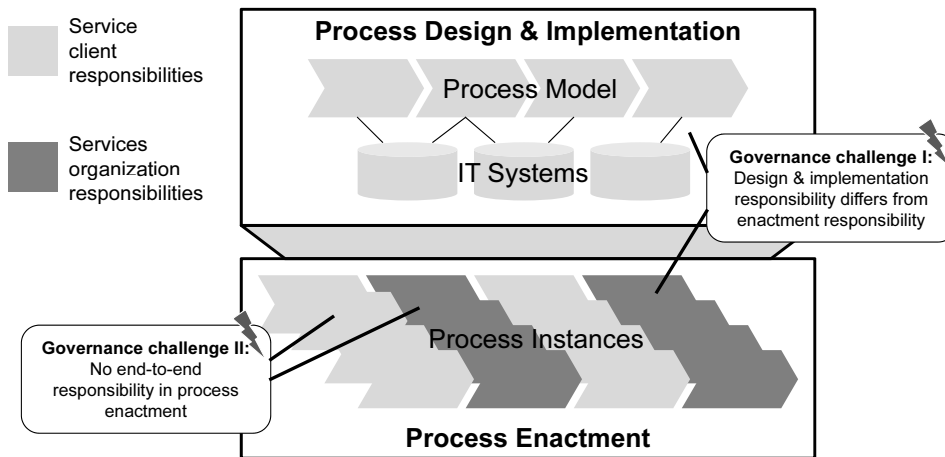 Service
client
responsibilities
Services
organization
responsibilities
Process Design & Implementation
Process Model
IT Systems
Governance challenge I:
Design & implementation
responsibility differs from
enactment responsibility
Governance challenge II:
No end-to-end
responsibility in process
enactment
Process Instances
Process Enactment